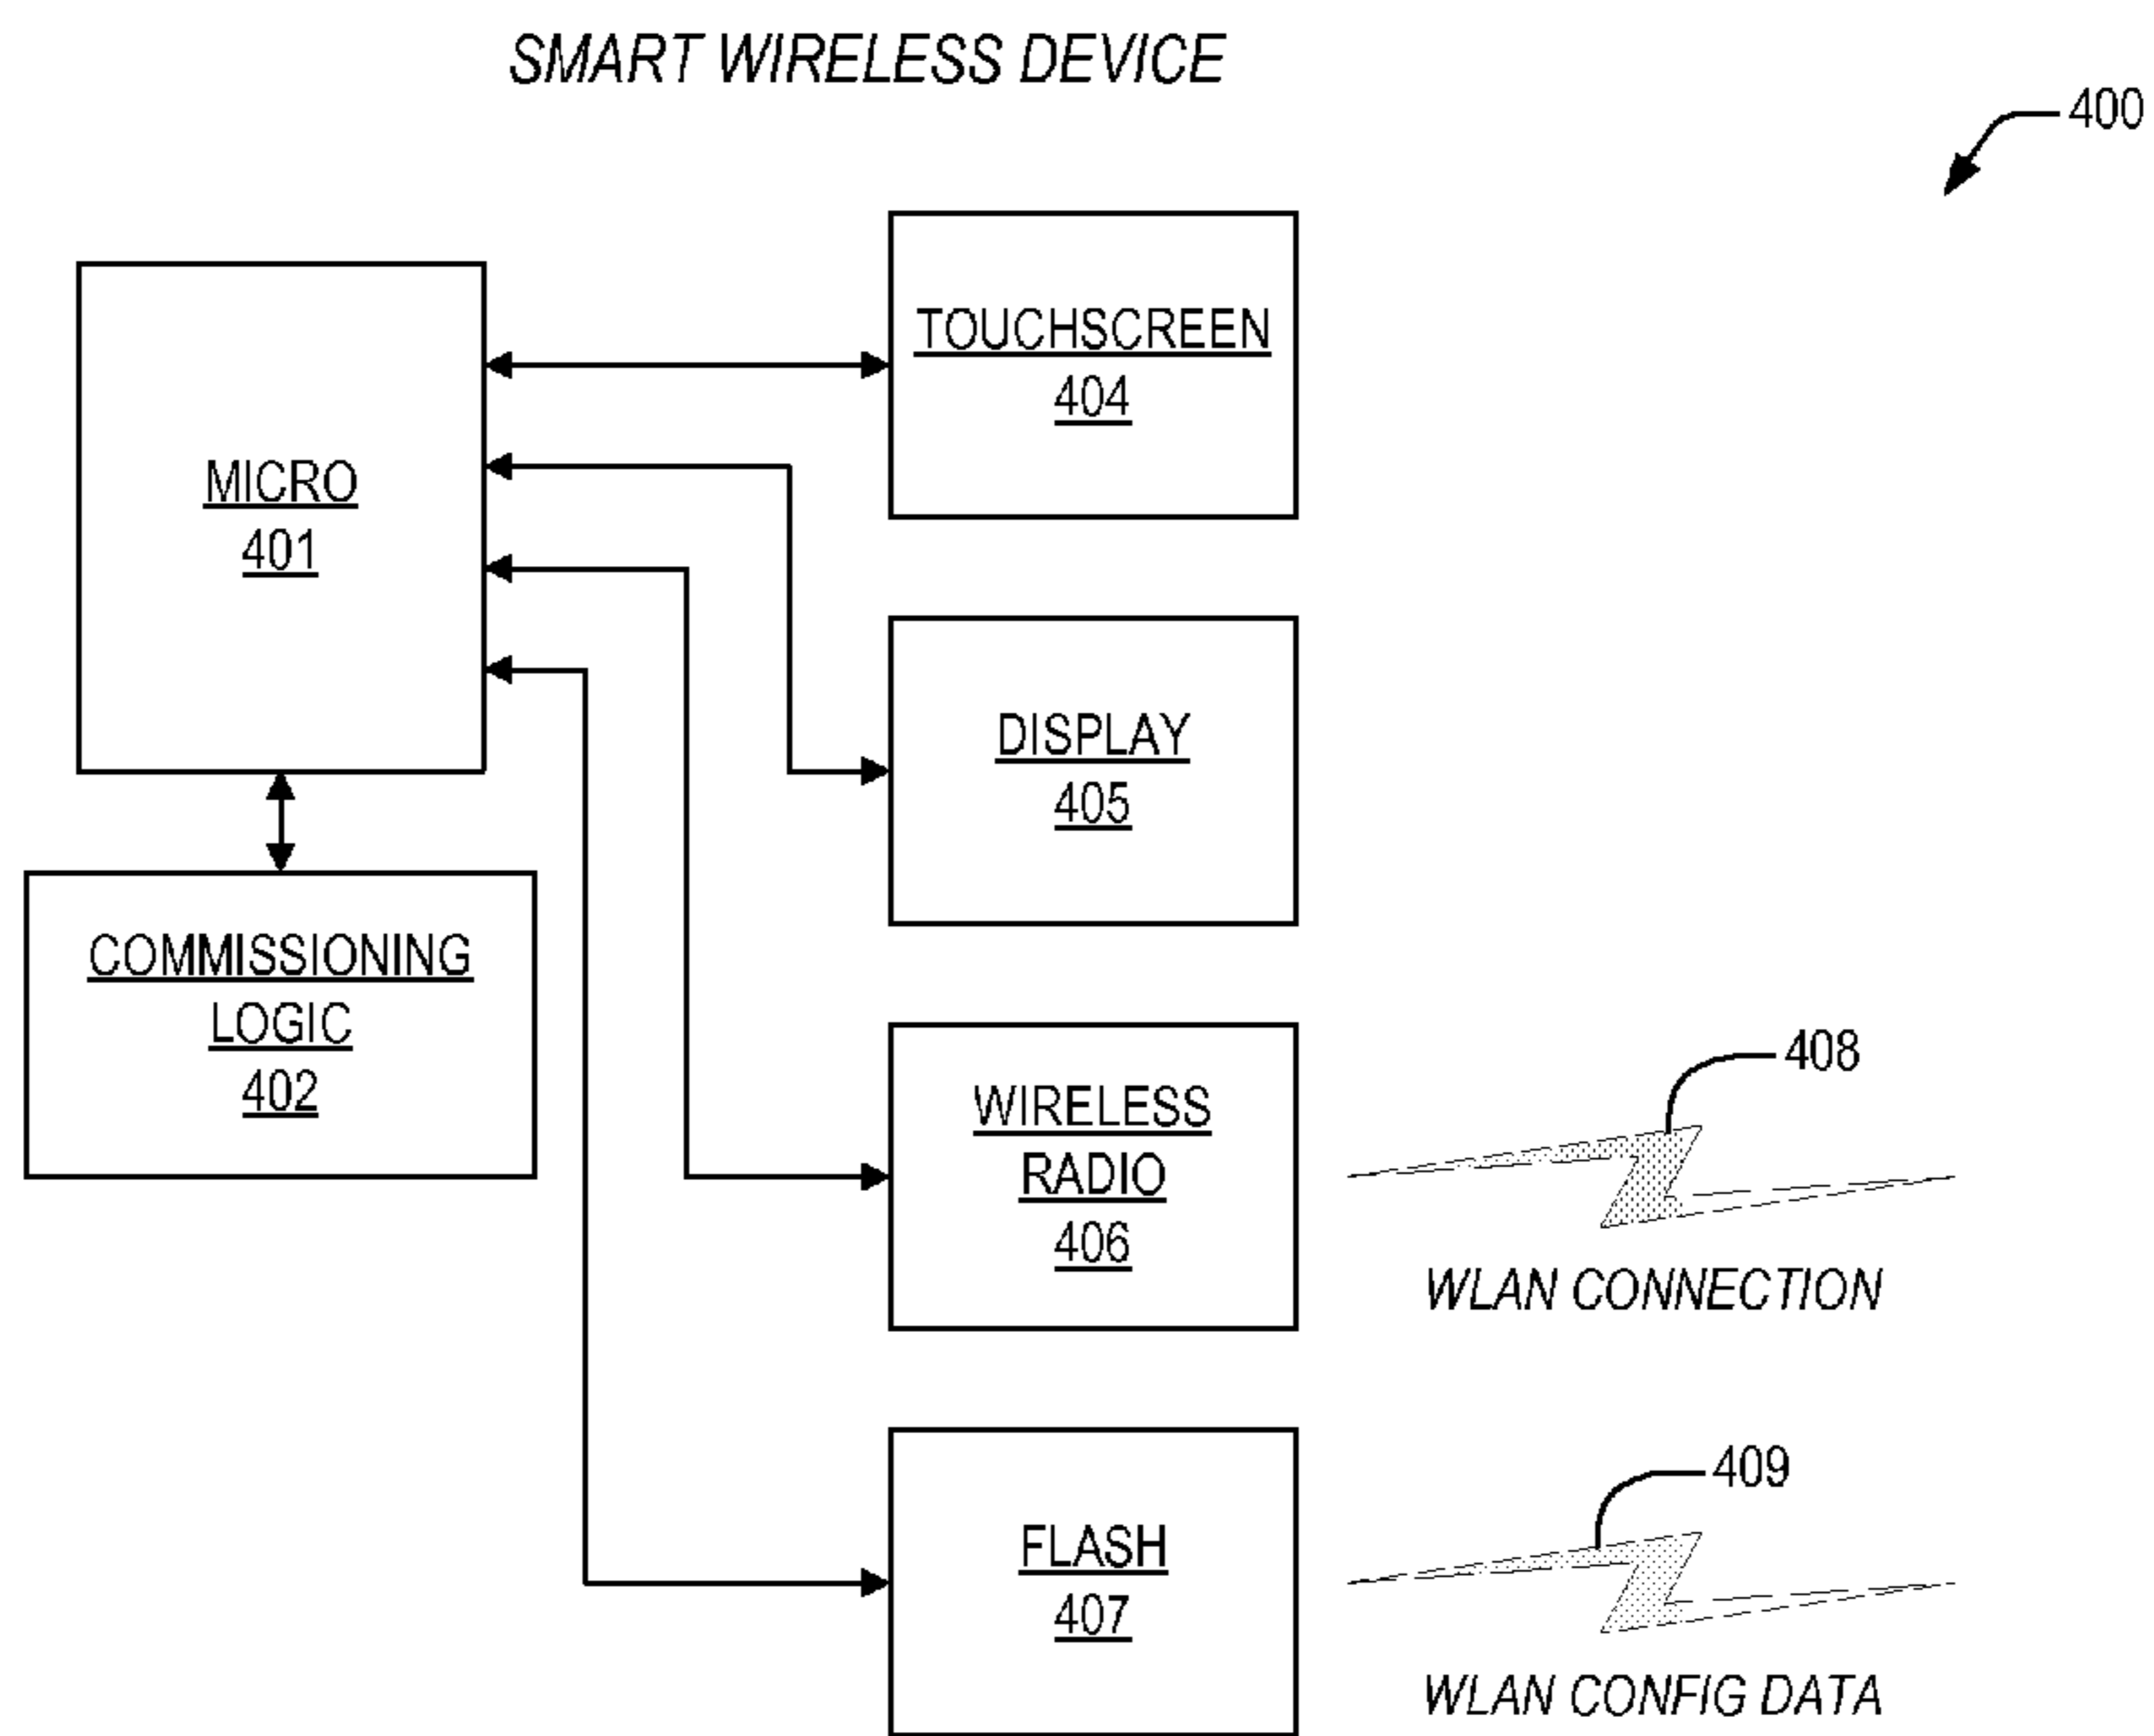 SMART WIRELESS DEVICE
400
TOUCHSCREEN
404
MICRO
401
DISPLAY
405
COMMISSIONING
LOGIC
402
WIRELESS
RADIO
406
408
WLAN CONNECTION
FLASH
407
409
WLAN CONFIG DATA